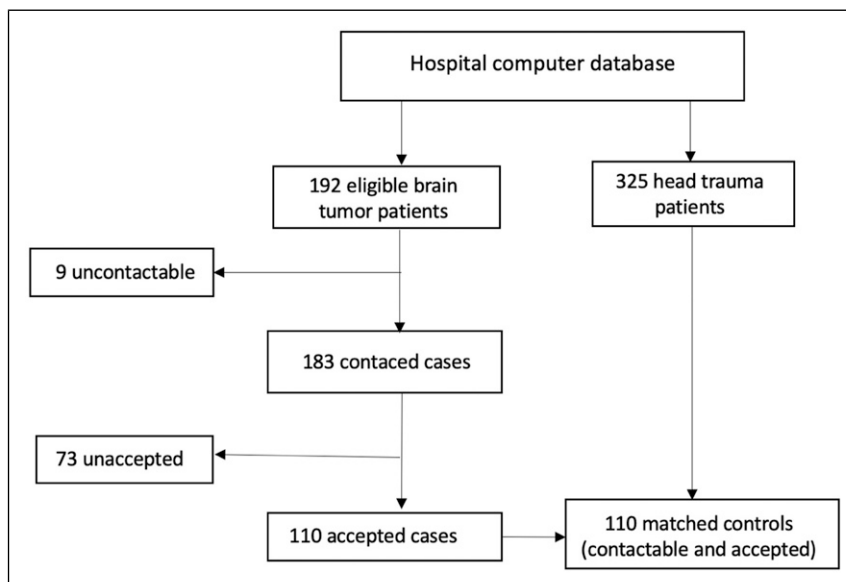 Hospital computer database
192 eligible brain
tumor patients
325 head trauma
patients
9 uncontactable
183 contaced cases
73 unaccepted
110 accepted cases
110 matched controls
(contactable and accepted)